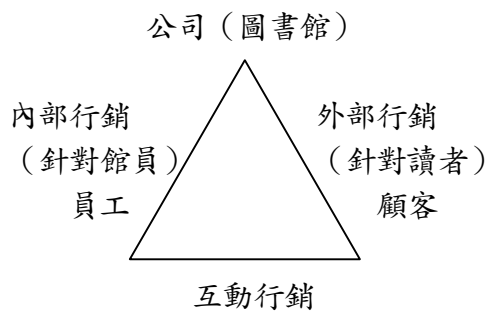 公司（圖書館）
內部行銷
（針對館員）
員工
外部行銷
（針對讀者）
顧客
互動行銷